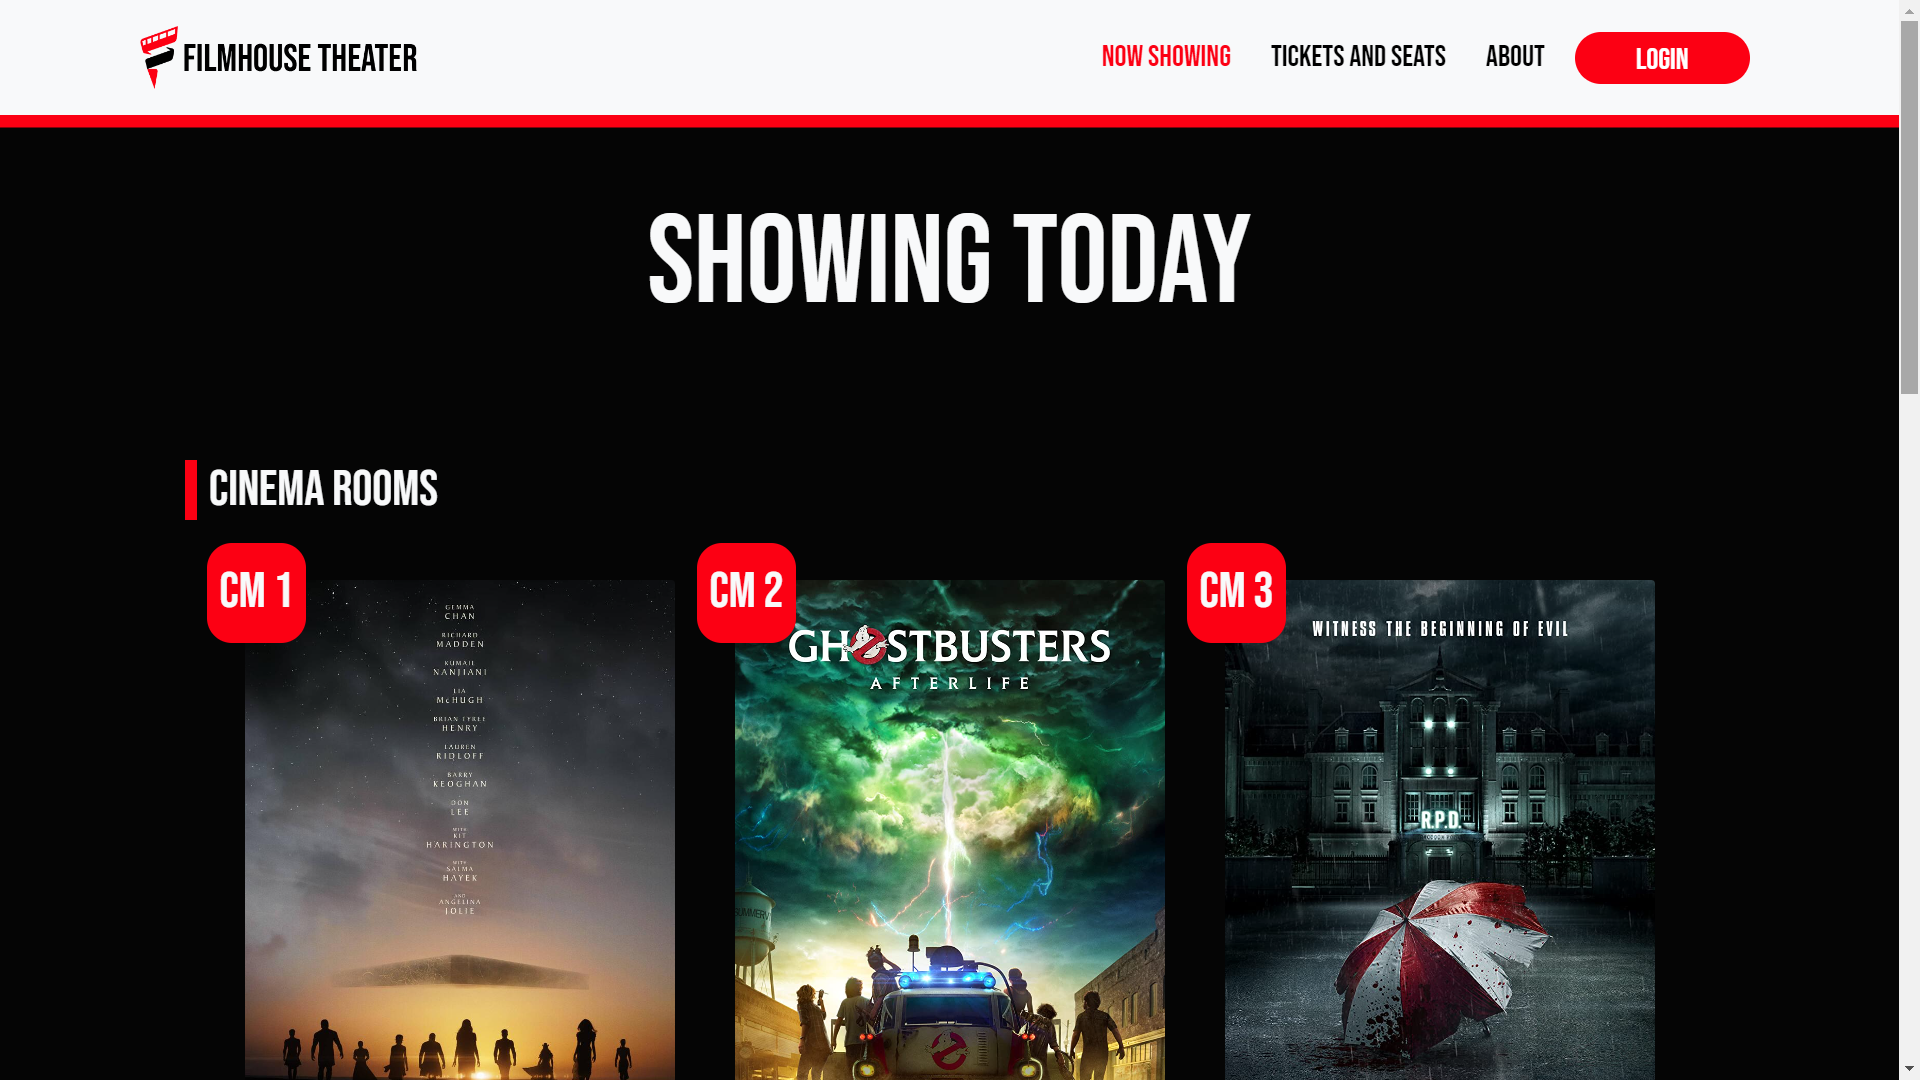 FILMHOUSE THEATER
NOW SHOWING
TICKETS AND SEATS
ABOUT
LOGIN
SHOWING TODAY
CINEMA ROOMS
CM 1
GEMMA
CHAN
RICHARD
MADDEN
KUMAIL
NANJIANI
LIA
McHUGH
BRIAN TYREE
HENRY
LAUREN
RIDLOFF
BARRY
KEOGHAN
DON
LEE
WITH
KIT
HARINGTON
WITH
SALMA
HAYEK
AND
ANGELINA
JOLIE
CM 2
GHOSTBUSTERS
AFTERLIFE
CM 3
WITNESS THE BEGINNING OF EVIL
R.P.D.